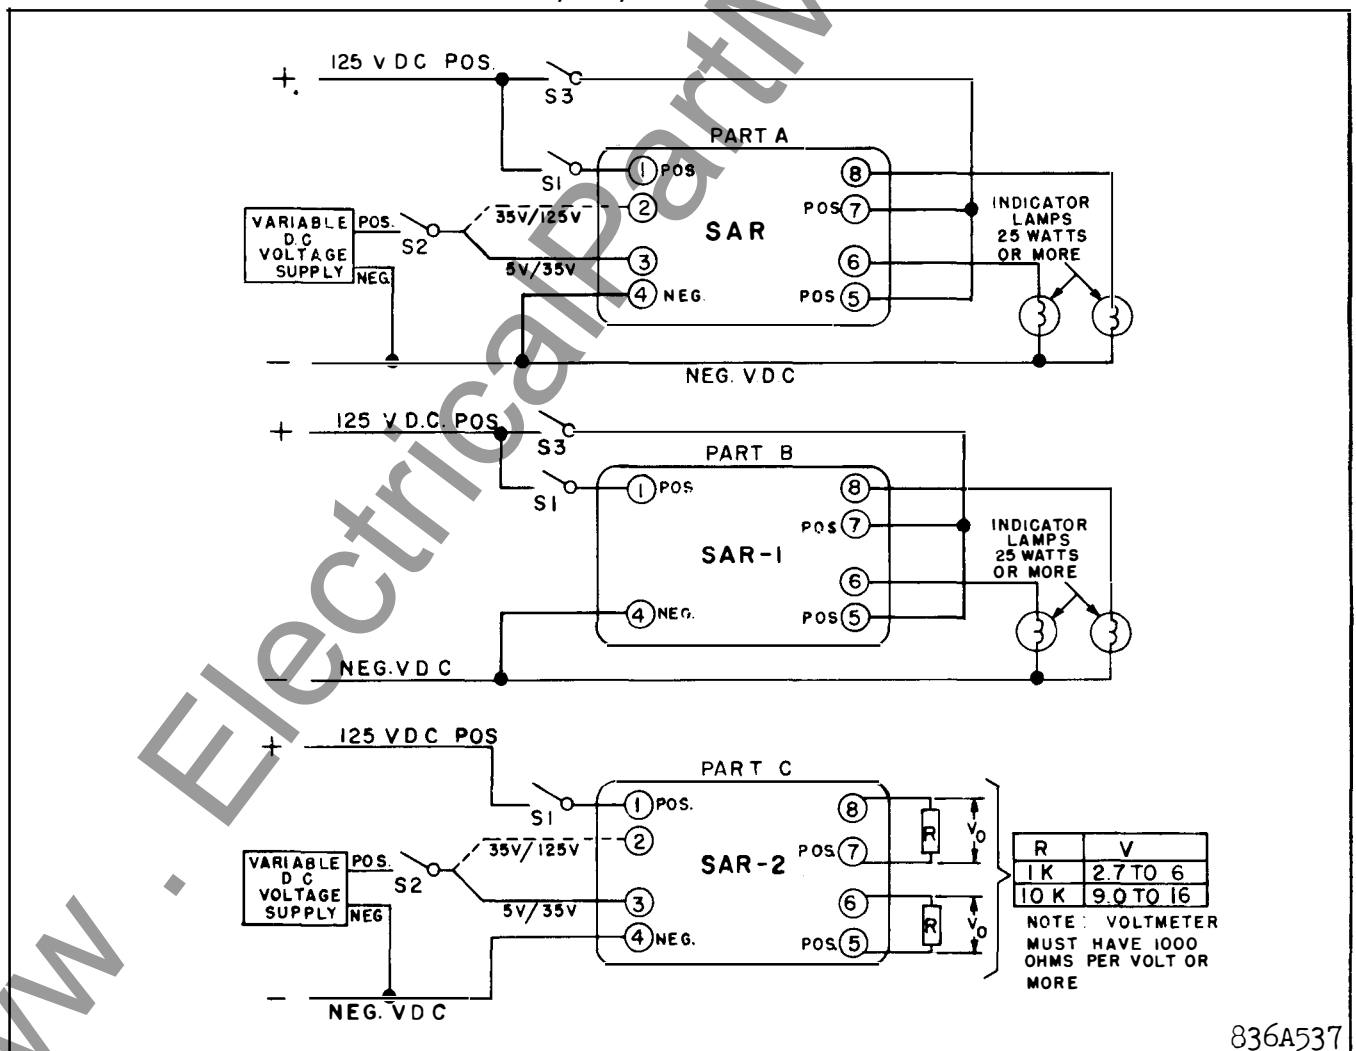 125 V DC POS.
+
S3
PART A
S1
1 POS
8
2
35V/125V
POS 7
INDICATOR
LAMPS
25 WATTS
OR MORE
VARIABLE
D.C
VOLTAGE
SUPPLY
POS.
NEG
S2
SAR
3
5V/35V
6
4 NEG.
POS 5
-
NEG. V.D.C
+
125 V D.C. POS
S3
PART B
S1
1 POS
8
POS 7
INDICATOR
LAMPS
25 WATTS
OR MORE
SAR-1
6
4 NEG.
POS 5
-
NEG. V D C
+
125 V D C POS
PART C
S1
1 POS.
8
R
V0
2
35V/125V
POS 7
VARIABLE
D C
VOLTAGE
SUPPLY
POS.
NEG
S2
SAR-2
3
5V/35V
6
R
V0
4 NEG.
POS. 5
-
NEG. V D C
R V
1 K 2.7 TO 6
10 K 9.0 TO 16
NOTE: VOLTMETER
MUST HAVE 1000
OHMS PER VOLT OR
MORE
836A537
w . ElectricalPartM